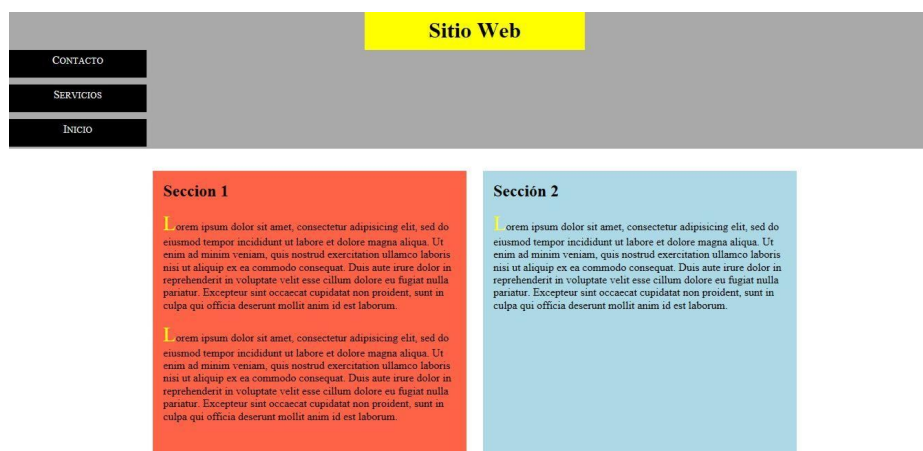 Sitio Web
CONTACTO
SERVICIOS
INICIO
Seccion 1
Lorem ipsum dolor sit amet, consectetur adipisicing elit, sed do
eiusmod tempor incididunt ut labore et dolore magna aliqua. Ut
enim ad minim veniam, quis nostrud exercitation ullamco laboris
nisi ut aliquip ex ea commodo consequat. Duis aute irure dolor in
reprehenderit in voluptate velit esse cillum dolore eu fugiat nulla
pariatur. Excepteur sint occaecat cupidatat non proident, sunt in
culpa qui officia deserunt mollit anim id est laborum.
Lorem ipsum dolor sit amet, consectetur adipisicing elit, sed do
eiusmod tempor incididunt ut labore et dolore magna aliqua. Ut
enim ad minim veniam, quis nostrud exercitation ullamco laboris
nisi ut aliquip ex ea commodo consequat. Duis aute irure dolor in
reprehenderit in voluptate velit esse cillum dolore eu fugiat nulla
pariatur. Excepteur sint occaecat cupidatat non proident, sunt in
culpa qui officia deserunt mollit anim id est laborum.
Sección 2
Lorem ipsum dolor sit amet, consectetur adipisicing elit, sed do
eiusmod tempor incididunt ut labore et dolore magna aliqua. Ut
enim ad minim veniam, quis nostrud exercitation ullamco laboris
nisi ut aliquip ex ea commodo consequat. Duis aute irure dolor in
reprehenderit in voluptate velit esse cillum dolore eu fugiat nulla
pariatur. Excepteur sint occaecat cupidatat non proident, sunt in
culpa qui officia deserunt mollit anim id est laborum.